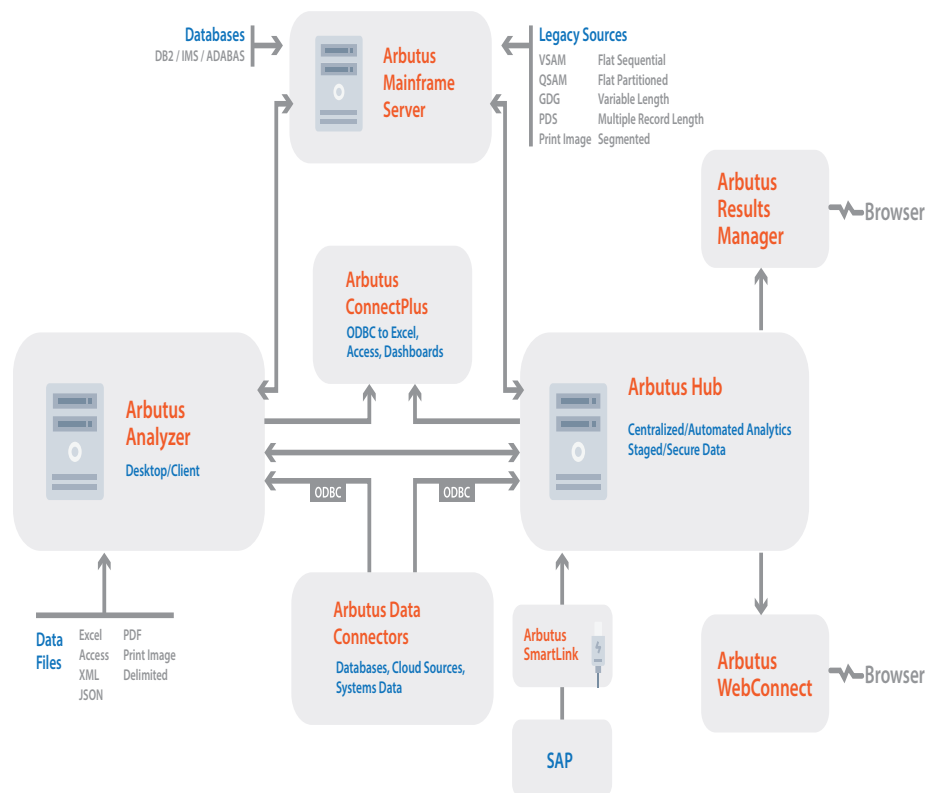 Databases
DB2 / IMS / ADABAS
Arbutus
Mainframe
Server
Legacy Sources
VSAM Flat Sequential
QSAM Flat Partitioned
GDG Variable Length
PDS Multiple Record Length
Print Image Segmented
Arbutus
Results
Manager
Browser
Arbutus
ConnectPlus
ODBC to Excel,
Access, Dashboards
Arbutus
Analyzer
Desktop/Client
Arbutus Hub
Centralized/Automated Analytics
Staged/Secure Data
ODBC
ODBC
Data
Files
Excel PDF
Access Print Image
XML Delimited
JSON
Arbutus Data
Connectors
Databases, Cloud Sources,
Systems Data
Arbutus
SmartLink
SAP
Arbutus
WebConnect
Browser